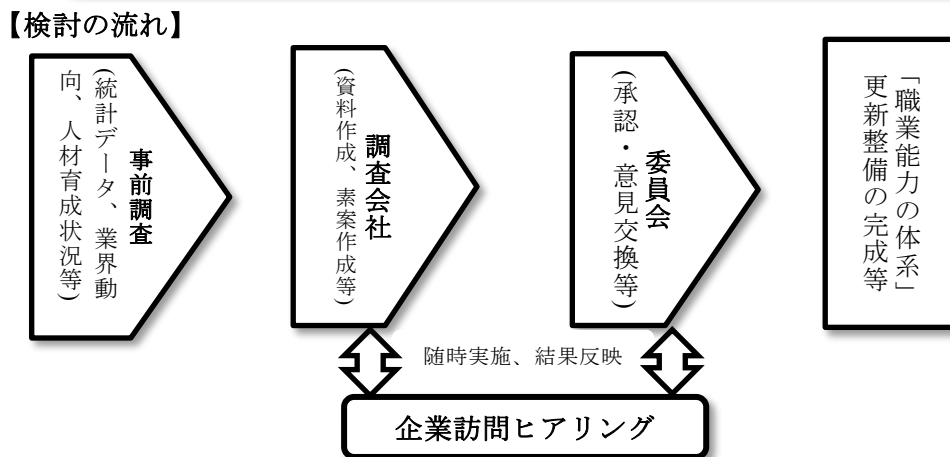 【検討の流れ】
事前調査
(統計データ、業界動
向、人材育成状況等)
調査会社
(資料作成、素案作成等)
委員会
(承認・意見交換等)
「職業能力の体系」
更新整備の完成等
随時実施、結果反映
企業訪問ヒアリング